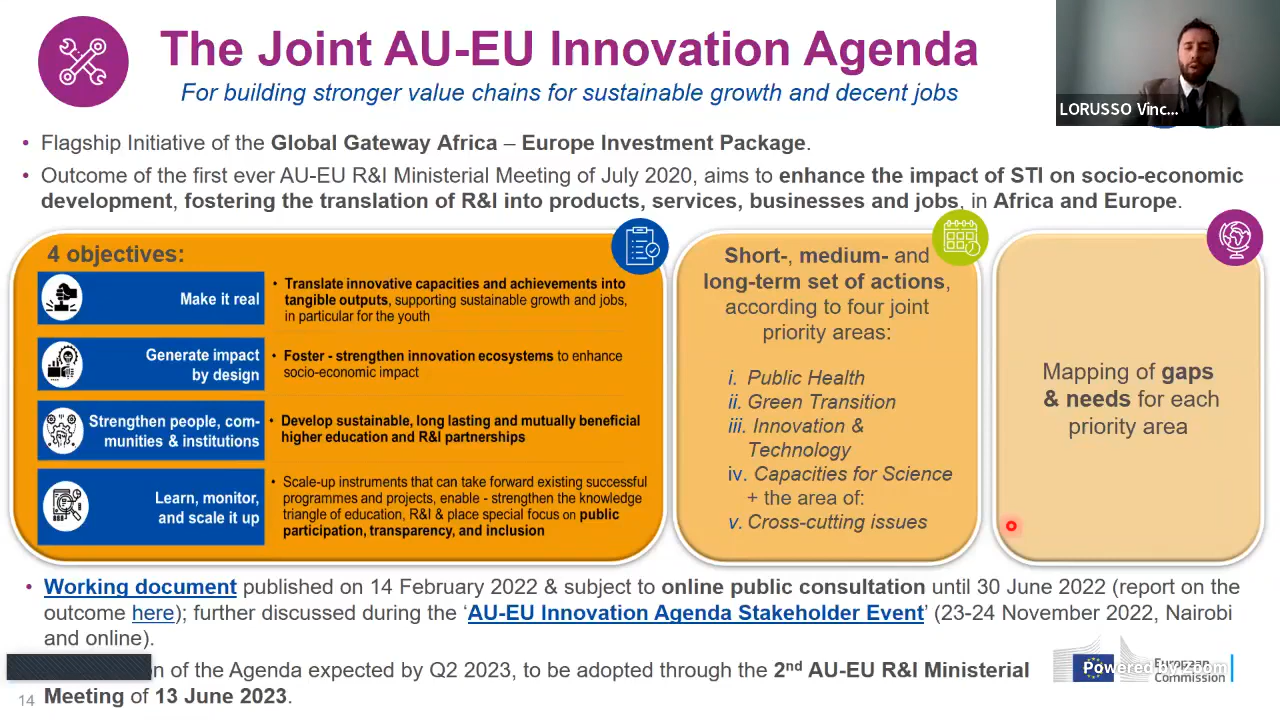 The Joint AU-EU Innovation Agenda
For building stronger value chains for sustainable growth and decent jobs
LORUSSO Vinc...
• Flagship Initiative of the Global Gateway Africa – Europe Investment Package.
• Outcome of the first ever AU-EU R&I Ministerial Meeting of July 2020, aims to enhance the impact of STI on socio-economic
development, fostering the translation of R&I into products, services, businesses and jobs, in Africa and Europe.
4 objectives:
Make it real
• Translate innovative capacities and achievements into
tangible outputs, supporting sustainable growth and jobs,
in particular for the youth
Generate impact
by design
• Foster - strengthen innovation ecosystems to enhance
socio-economic impact
Strengthen people, com-
munities & institutions
• Develop sustainable, long lasting and mutually beneficial
higher education and R&I partnerships
Learn, monitor,
and scale it up
• Scale-up instruments that can take forward existing successful
programmes and projects, enable - strengthen the knowledge
triangle of education, R&I & place special focus on public
participation, transparency, and inclusion
Short-, medium- and
long-term set of actions,
according to four joint
priority areas:
i. Public Health
ii. Green Transition
iii. Innovation &
Technology
iv. Capacities for Science
+ the area of:
v. Cross-cutting issues
Mapping of gaps
& needs for each
priority area
• Working document published on 14 February 2022 & subject to online public consultation until 30 June 2022 (report on the
outcome here); further discussed during the ‘AU-EU Innovation Agenda Stakeholder Event’ (23-24 November 2022, Nairobi
and online).
of the Agenda expected by Q2 2023, to be adopted through the 2nd AU-EU R&I Ministerial
Meeting of 13 June 2023.
14
European
Commission
Powered by Zoom